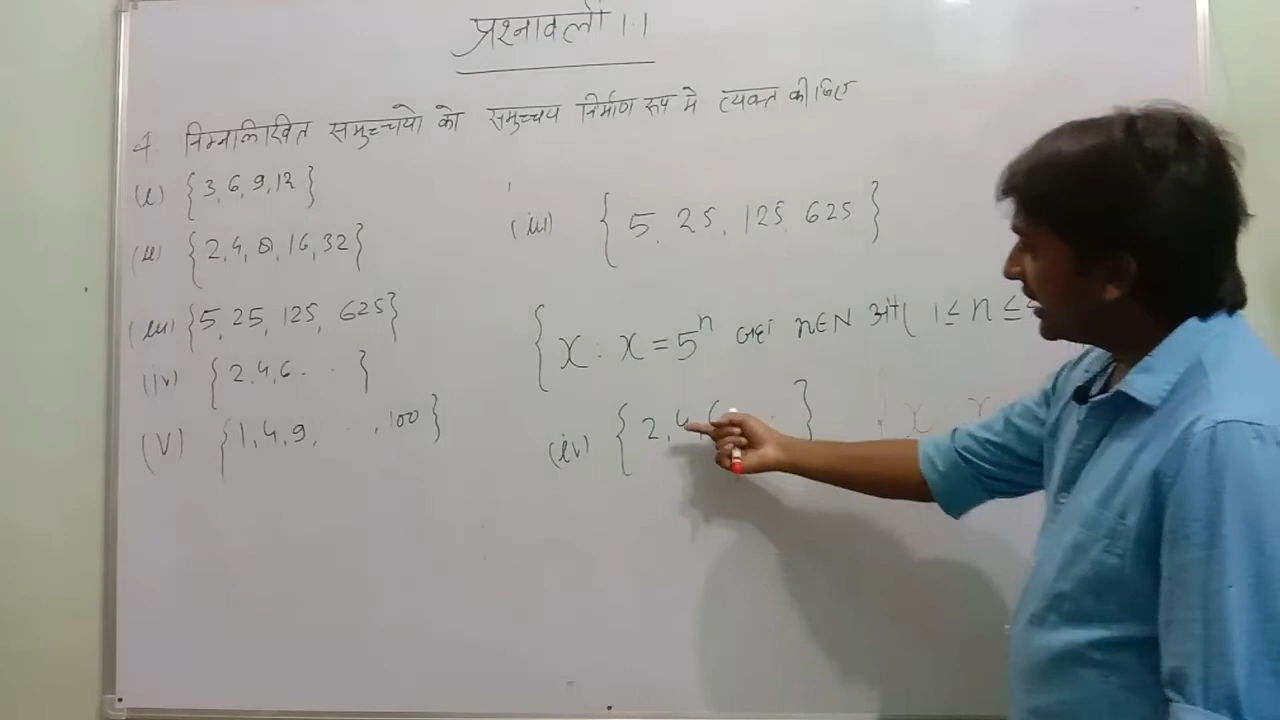 प्रश्नावली 1.1
4. निम्नलिखित समुच्चयो को समुच्चय निर्माण रूप मे व्यक्त कीजिए
(i) {3, 6, 9, 12}
(ii) {2, 4, 8, 16, 32}
(iii) {5, 25, 125, 625}
(iv) {2, 4, 6 . . . }
(v) {1, 4, 9, . . . , 100}
(iii) {5, 25, 125, 625}
{x : x = 5ⁿ जहां n∈N और 1 ≤ n ≤
(iv) {2, 4, 6 . . }
{ x